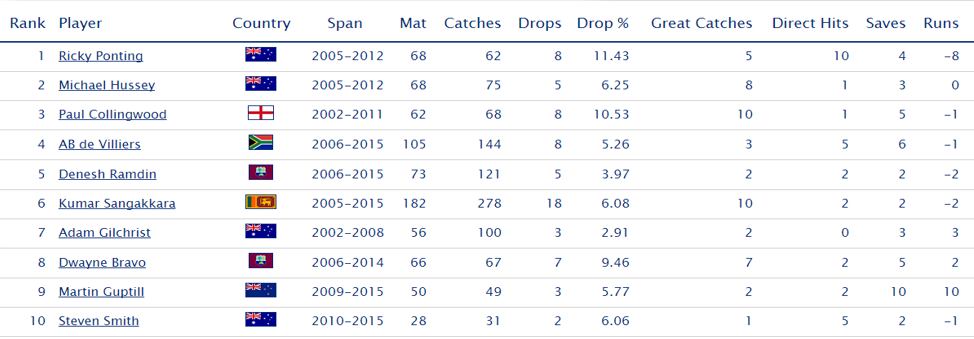 Rank Player Country Span Mat Catches Drops Drop % Great Catches Direct Hits Saves Runs
1 Ricky Ponting 2005-2012 68 62 8 11.43 5 10 4 -8
2 Michael Hussey 2005-2012 68 75 5 6.25 8 1 3 0
3 Paul Collingwood 2002-2011 62 68 8 10.53 10 1 5 -1
4 AB de Villiers 2006-2015 105 144 8 5.26 3 5 6 -1
5 Denesh Ramdin 2006-2015 73 121 5 3.97 2 2 2 -2
6 Kumar Sangakkara 2005-2015 182 278 18 6.08 10 2 2 -2
7 Adam Gilchrist 2002-2008 56 100 3 2.91 2 0 3 3
8 Dwayne Bravo 2006-2014 66 67 7 9.46 7 2 5 2
9 Martin Guptill 2009-2015 50 49 3 5.77 2 2 10 10
10 Steven Smith 2010-2015 28 31 2 6.06 1 5 2 -1